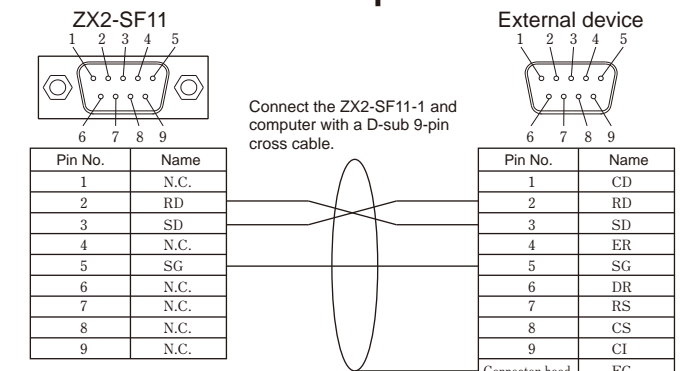 ZX2-SF11
External device
1 2 3 4 5
1 2 3 4 5
6 7 8 9
6 7 8 9
Connect the ZX2-SF11-1 and
computer with a D-sub 9-pin
cross cable.
Pin No. Name
1 N.C.
2 RD
3 SD
4 N.C.
5 SG
6 N.C.
7 N.C.
8 N.C.
9 N.C.
Pin No. Name
1 CD
2 RD
3 SD
4 ER
5 SG
6 DR
7 RS
8 CS
9 CI
Connector hood FG